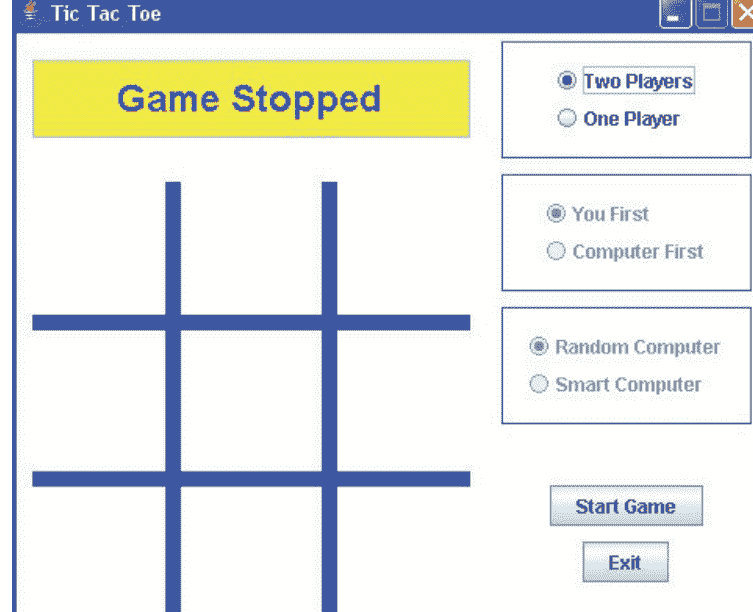 Tic Tac Toe
Game Stopped
Two Players
One Player
You First
Computer First
Random Computer
Smart Computer
Start Game
Exit